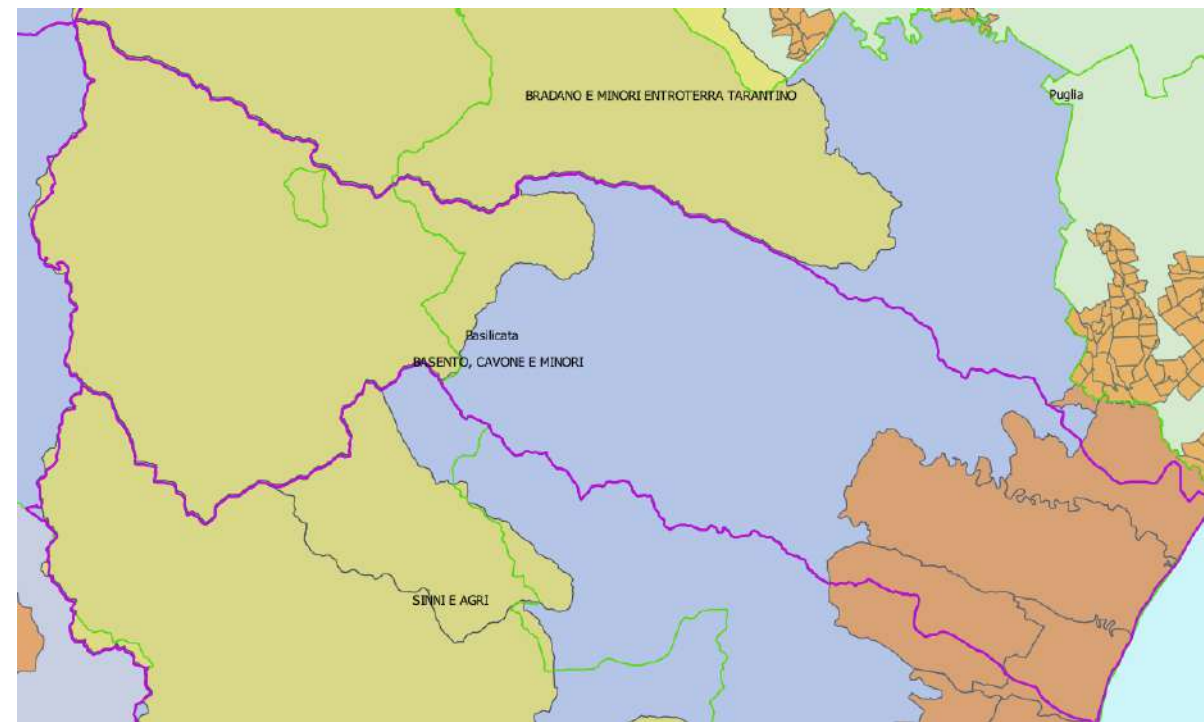 BRADANO E MINORI ENTROTERRA TARANTINO
Puglia
Basilicata
BASENTO, CAVONE E MINORI
SINNI E AGRI